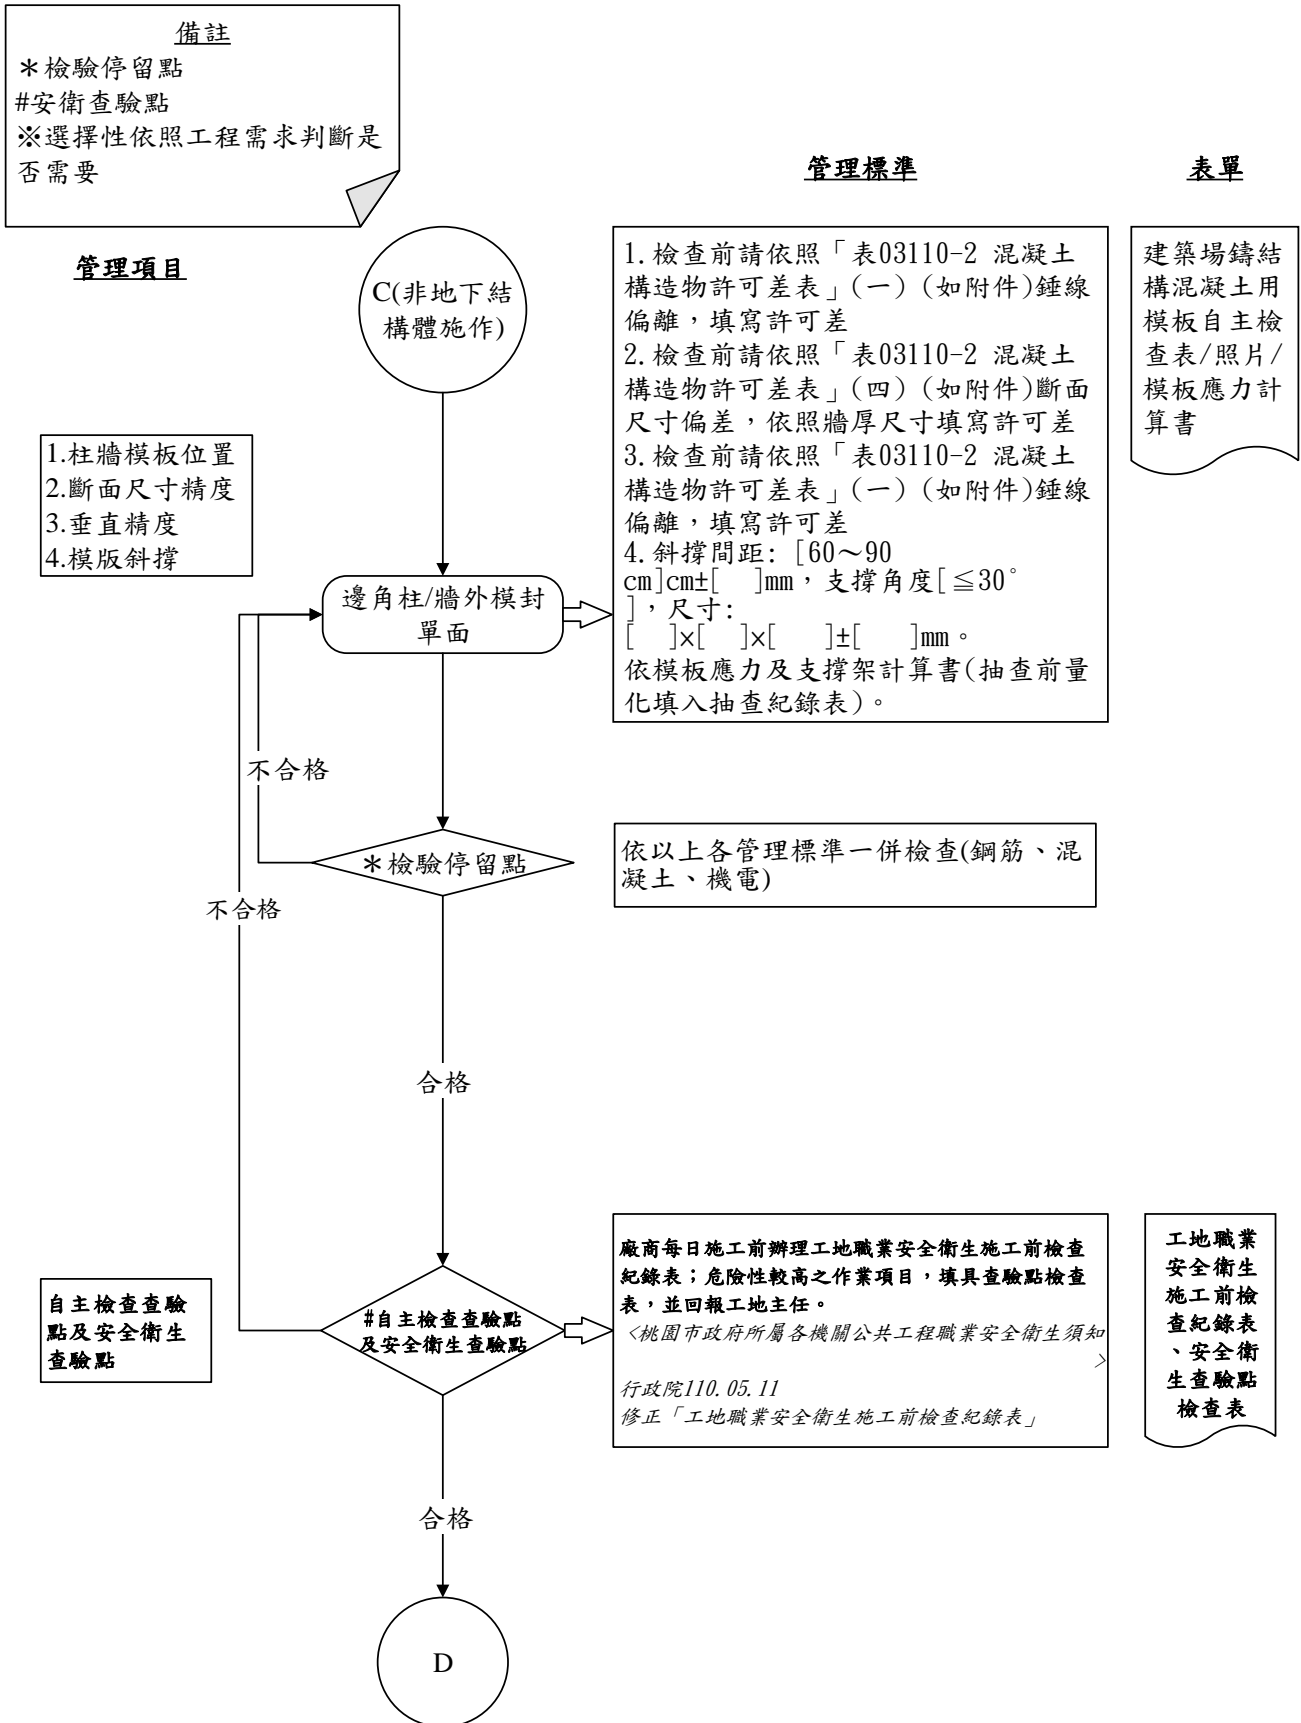 備註
＊檢驗停留點
#安衛查驗點
※選擇性依照工程需求判斷是
否需要
管理標準
表單
管理項目
C(非地下結
構體施作)
1.檢查前請依照「表03110-2 混凝土
構造物許可差表」(一) (如附件)錘線
偏離，填寫許可差
2.檢查前請依照「表03110-2 混凝土
構造物許可差表」(四) (如附件)斷面
尺寸偏差，依照牆厚尺寸填寫許可差
3.檢查前請依照「表03110-2 混凝土
構造物許可差表」(一) (如附件)錘線
偏離，填寫許可差
4.斜撐間距: [60～90
cm]cm±[ ]mm，支撐角度[≦30°
]，尺寸:
[ ]×[ ]×[ ]±[ ]mm。
依模板應力及支撐架計算書(抽查前量
化填入抽查紀錄表)。
建築場鑄結
構混凝土用
模板自主檢
查表/照片/
模板應力計
算書
1.柱牆模板位置
2.斷面尺寸精度
3.垂直精度
4.模版斜撐
邊角柱/牆外模封
單面
不合格
＊檢驗停留點
依以上各管理標準一併檢查(鋼筋、混
凝土、機電)
不合格
合格
自主檢查查驗
點及安全衛生
查驗點
#自主檢查查驗點
及安全衛生查驗點
廠商每日施工前辦理工地職業安全衛生施工前檢查
紀錄表；危險性較高之作業項目，填具查驗點檢查
表，並回報工地主任。
<桃園市政府所屬各機關公共工程職業安全衛生須知
>
行政院110.05.11
修正「工地職業安全衛生施工前檢查紀錄表」
工地職業
安全衛生
施工前檢
查紀錄表
、安全衛
生查驗點
檢查表
合格
D